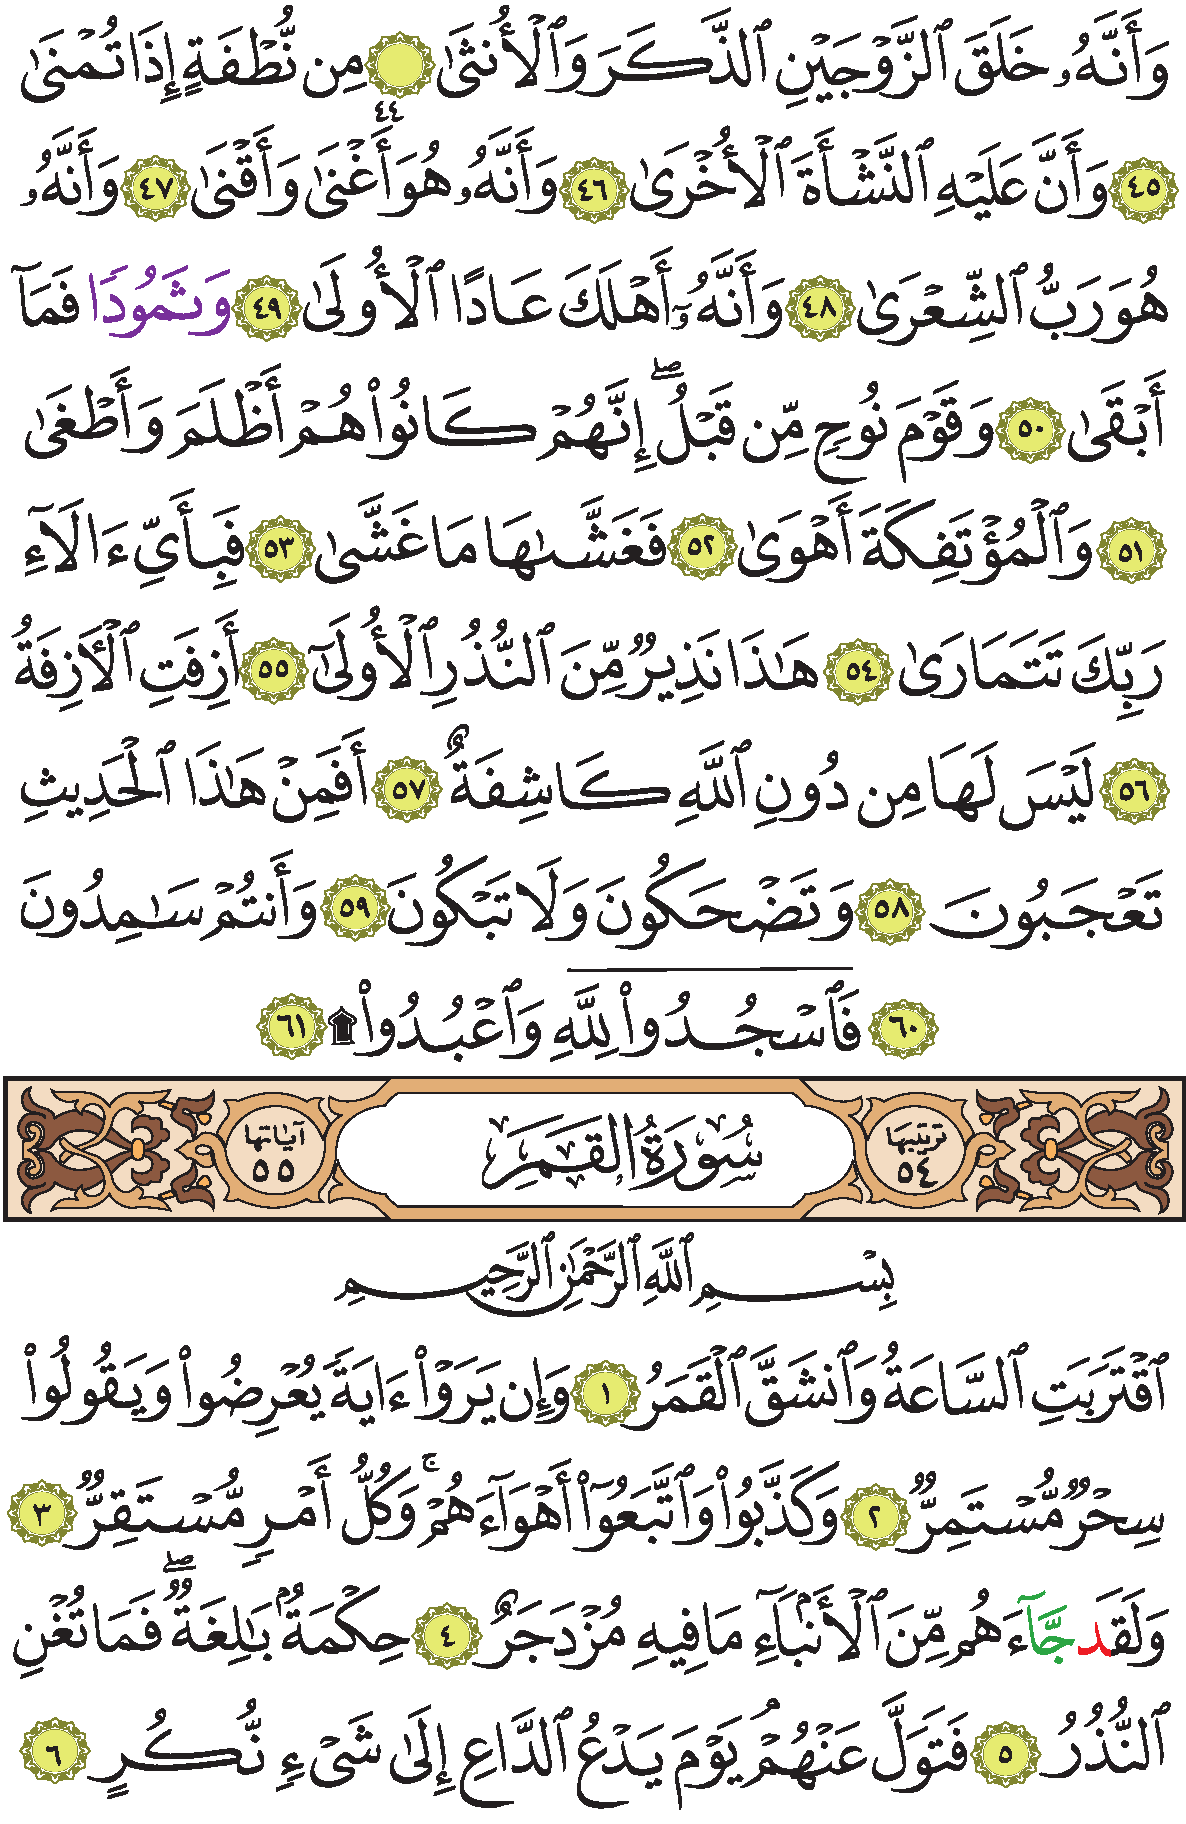 وَأَنَّهُۥ خَلَقَ ٱلزَّوْجَيْنِ ٱلذَّكَرَ وَٱلْأُنثَىٰ ٤٤ مِن نُّطْفَةٍ إِذَا تُمْنَىٰ
٤٥ وَأَنَّ عَلَيْهِ ٱلنَّشْأَةَ ٱلْأُخْرَىٰ ٤٦ وَأَنَّهُۥ هُوَ أَغْنَىٰ وَأَقْنَىٰ ٤٧ وَأَنَّهُۥ
هُوَ رَبُّ ٱلشِّعْرَىٰ ٤٨ وَأَنَّهُۥٓ أَهْلَكَ عَادًا ٱلْأُولَىٰ ٤٩ وَثَمُودَا۟ فَمَآ
أَبْقَىٰ ٥٠ وَقَوْمَ نُوحٍ مِّن قَبْلُ ۖ إِنَّهُمْ كَانُوا۟ هُمْ أَظْلَمَ وَأَطْغَىٰ
٥١ وَٱلْمُؤْتَفِكَةَ أَهْوَىٰ ٥٢ فَغَشَّىٰهَا مَا غَشَّىٰ ٥٣ فَبِأَىِّ ءَالَآءِ
رَبِّكَ تَتَمَارَىٰ ٥٤ هَٰذَا نَذِيرٌ مِّنَ ٱلنُّذُرِ ٱلْأُولَىٰٓ ٥٥ أَزِفَتِ ٱلْأَزِفَةُ
٥٦ لَيْسَ لَهَا مِن دُونِ ٱللَّهِ كَاشِفَةٌ ٥٧ أَفَمِنْ هَٰذَا ٱلْحَدِيثِ
تَعْجَبُونَ ٥٨ وَتَضْحَكُونَ وَلَا تَبْكُونَ ٥٩ وَأَنتُمْ سَٰمِدُونَ
٦٠ فَٱسْجُدُوا۟ لِلَّهِ وَٱعْبُدُوا۟ ۩ ٦١
ترتيبها ٥٤ سُورَةُ القَمَرِ آياتها ٥٥
بِسْمِ ٱللَّهِ ٱلرَّحْمَٰنِ ٱلرَّحِيمِ
ٱقْتَرَبَتِ ٱلسَّاعَةُ وَٱنشَقَّ ٱلْقَمَرُ ١ وَإِن يَرَوْا۟ ءَايَةً يُعْرِضُوا۟ وَيَقُولُوا۟
سِحْرٌ مُّسْتَمِرٌّ ٢ وَكَذَّبُوا۟ وَٱتَّبَعُوٓا۟ أَهْوَآءَهُمْ ۚ وَكُلُّ أَمْرٍ مُّسْتَقِرٌّ ٣
وَلَقَد جَّآءَهُم مِّنَ ٱلْأَنۢبَآءِ مَا فِيهِ مُزْدَجَرٌ ٤ حِكْمَةٌۢ بَٰلِغَةٌ ۖ فَمَا تُغْنِ
ٱلنُّذُرُ ٥ فَتَوَلَّ عَنْهُمْ ۘ يَوْمَ يَدْعُ ٱلدَّاعِ إِلَىٰ شَىْءٍ نُّكُرٍ ٦